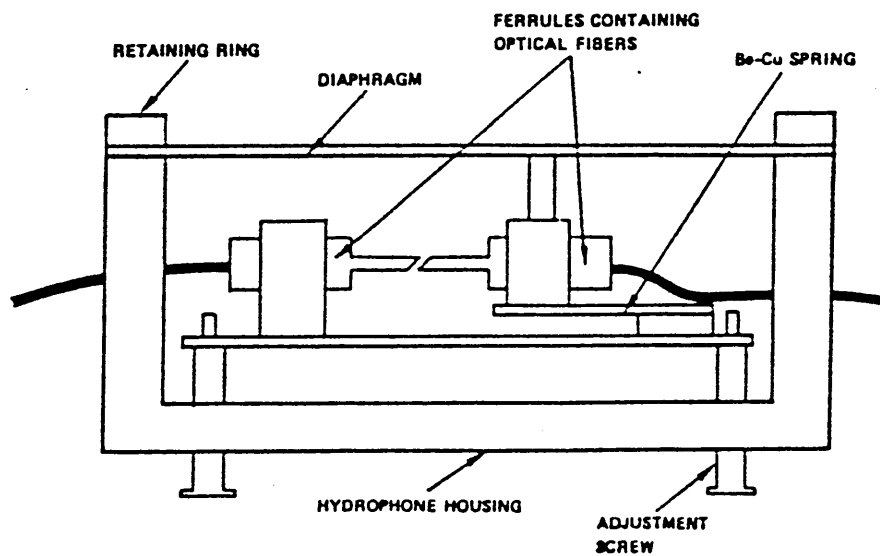 FERRULES CONTAINING
OPTICAL FIBERS
RETAINING RING
Be-Cu SPRING
DIAPHRAGM
HYDROPHONE HOUSING
ADJUSTMENT
SCREW